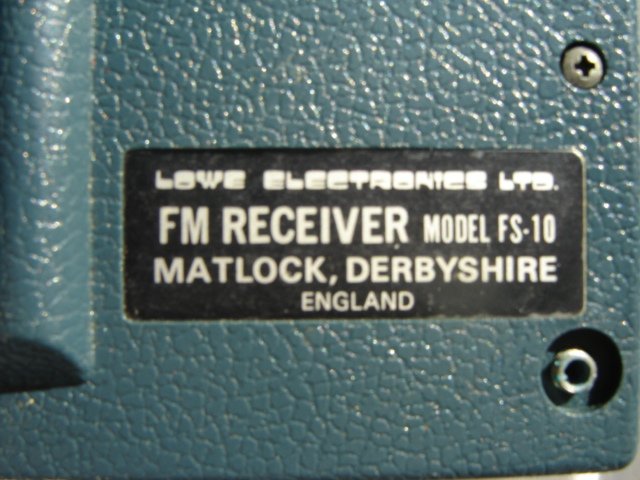 LOWE ELECTRONICS LTD.
FM RECEIVER MODEL FS-10
MATLOCK, DERBYSHIRE
ENGLAND